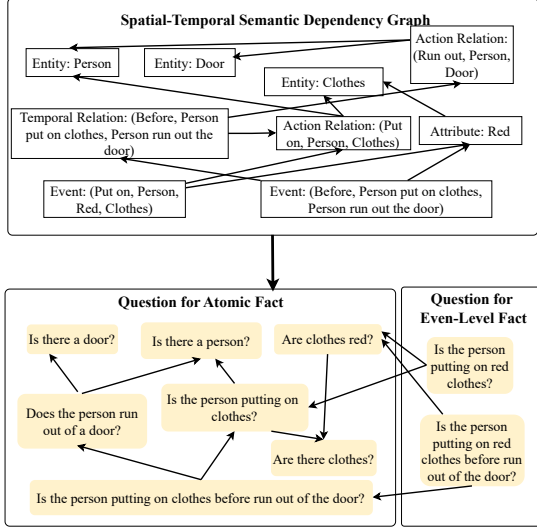 Spatial-Temporal Semantic Dependency Graph
Action Relation:
(Run out, Person,
Door)
Entity: Person
Entity: Door
Entity: Clothes
Temporal Relation: (Before, Person
put on clothes, Person run out the
door)
Action Relation: (Put
on, Person, Clothes)
Attribute: Red
Event: (Put on, Person,
Red, Clothes)
Event: (Before, Person put on clothes,
Person run out the door)
Question for Atomic Fact
Question for
Even-Level Fact
Is there a door?
Is there a person?
Are clothes red?
Is the person
putting on red
clothes?
Does the person run
out of a door?
Is the person putting on
clothes?
Is the person
putting on red
clothes before run
out of the door?
Are there clothes?
Is the person putting on clothes before run out of the door?